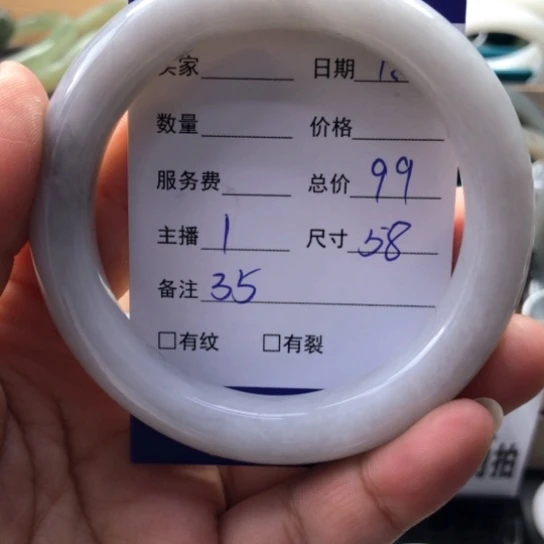 家 日期
数量 价格
服务费 总价 99
主播 1 尺寸 58
备注 35
□有纹 □有裂
拍